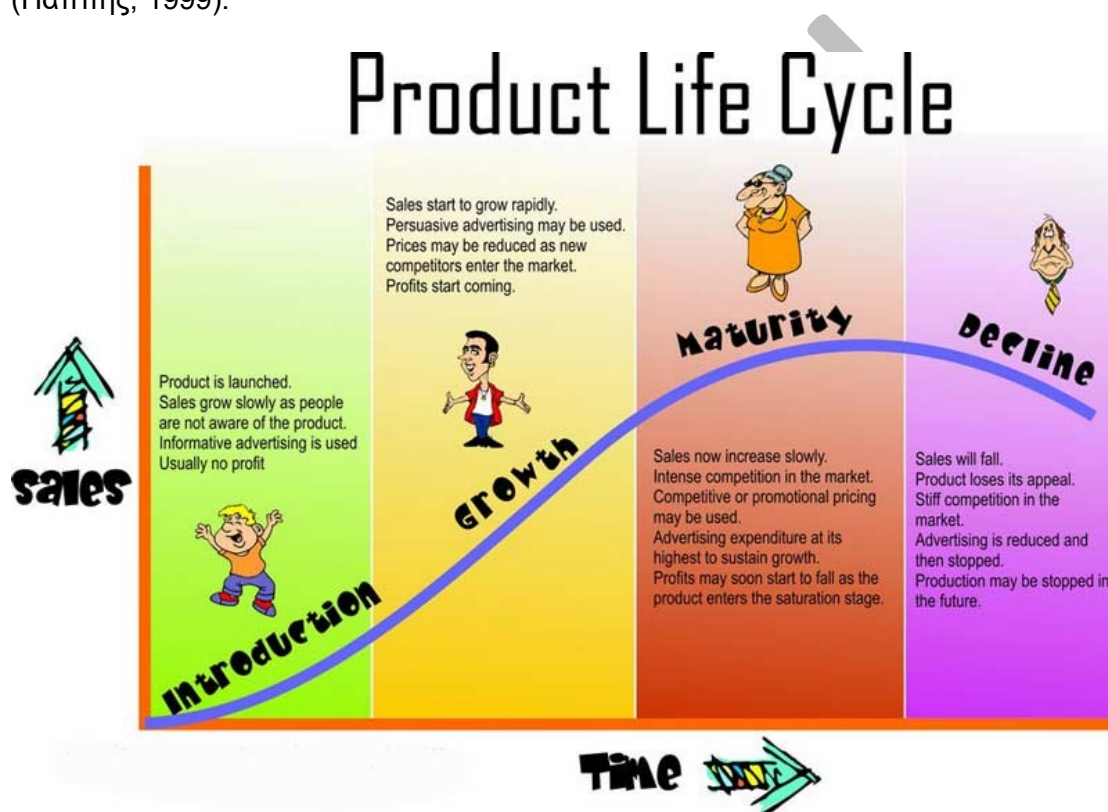 (Παππής, 1999).
Product Life Cycle
Sales start to grow rapidly.
Persuasive advertising may be used.
Prices may be reduced as new
competitors enter the market.
Profits start coming.
Maturity
Decline
Product is launched.
Sales grow slowly as people
are not aware of the product.
Informative advertising is used
Usually no profit
Sales
Growth
Sales now increase slowly.
Intense competition in the market.
Competitive or promotional pricing
may be used.
Advertising expenditure at its
highest to sustain growth.
Profits may soon start to fall as the
product enters the saturation stage.
Sales will fall.
Product loses its appeal.
Stiff competition in the
market.
Advertising is reduced and
then stopped.
Production may be stopped in
the future.
Introduction
Time